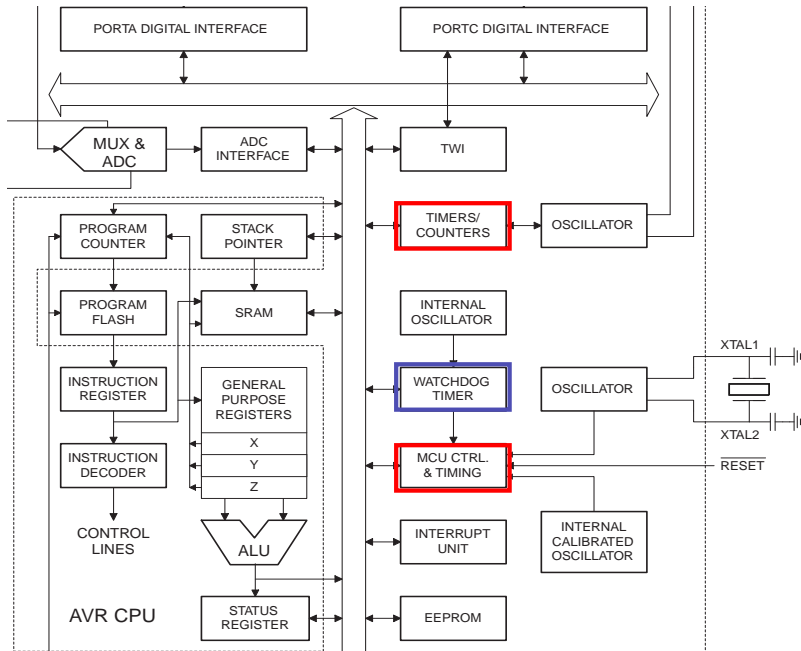 PORTA DIGITAL INTERFACE
PORTC DIGITAL INTERFACE
MUX &
ADC
ADC
INTERFACE
TWI
PROGRAM
COUNTER
STACK
POINTER
TIMERS/
COUNTERS
OSCILLATOR
PROGRAM
FLASH
SRAM
INTERNAL
OSCILLATOR
XTAL1
INSTRUCTION
REGISTER
GENERAL
PURPOSE
REGISTERS
WATCHDOG
TIMER
OSCILLATOR
XTAL2
X
INSTRUCTION
DECODER
Y
Z
MCU CTRL.
& TIMING
RESET
CONTROL
LINES
ALU
INTERRUPT
UNIT
INTERNAL
CALIBRATED
OSCILLATOR
AVR CPU
STATUS
REGISTER
EEPROM